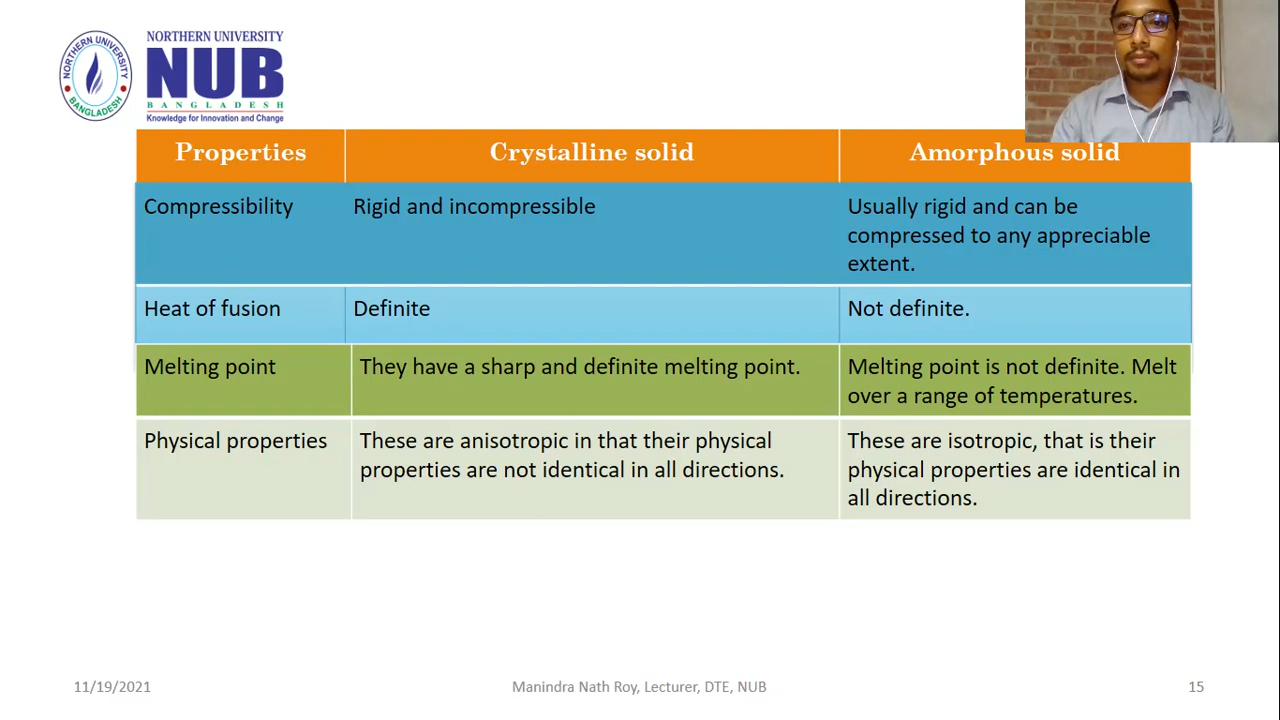 NORTHERN UNIVERSITY
BANGLADESH
NORTHERN UNIVERSITY
NUB
BANGLADESH
Knowledge for Innovation and Change
Properties
Crystalline solid
Amorphous solid
Compressibility
Rigid and incompressible
Usually rigid and can be
compressed to any appreciable
extent.
Heat of fusion
Definite
Not definite.
Melting point
They have a sharp and definite melting point.
Melting point is not definite. Melt
over a range of temperatures.
Physical properties
These are anisotropic in that their physical
properties are not identical in all directions.
These are isotropic, that is their
physical properties are identical in
all directions.
11/19/2021
Manindra Nath Roy, Lecturer, DTE, NUB
15